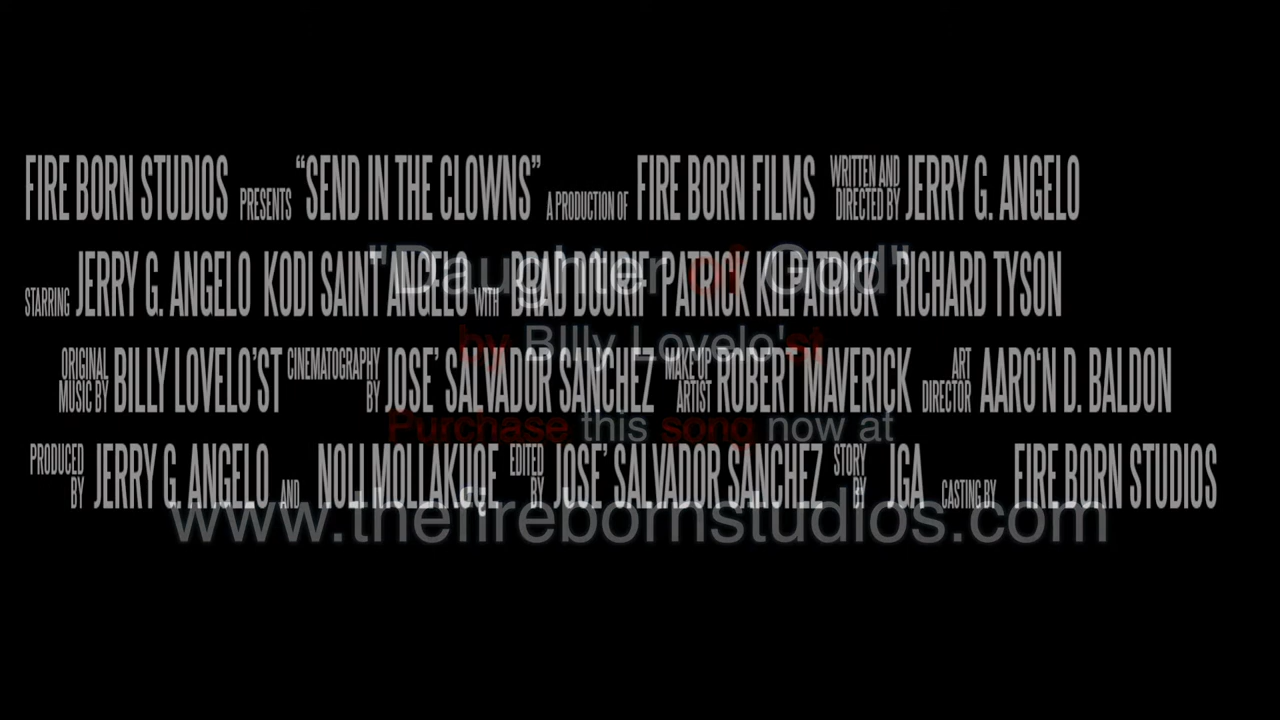 FIRE BORN STUDIOS PRESENTS “SEND IN THE CLOWNS” A PRODUCTION OF FIRE BORN FILMS WRITTEN AND DIRECTED BY JERRY G. ANGELO
"Daughter of God"
STARRING JERRY G. ANGELO KODI SAINT ANGELO WITH BRAD DOURIF PATRICK KILPATRICK RICHARD TYSON
by Billy Lovelo'st
ORIGINAL MUSIC BY BILLY LOVELO’ST CINEMATOGRAPHY BY JOSE’ SALVADOR SANCHEZ MAKE UP ARTIST ROBERT MAVERICK ART DIRECTOR AARO‘N D. BALDON
Purchase this song now at
PRODUCED BY JERRY G. ANGELO AND NOLI MOLLAKUQE EDITED BY JOSE’ SALVADOR SANCHEZ STORY BY JGA CASTING BY FIRE BORN STUDIOS
www.thefirebornstudios.com